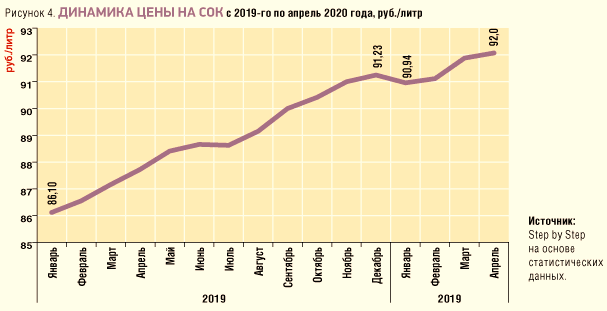 Рисунок 4. ДИНАМИКА ЦЕНЫ НА СОК с 2019-го по апрель 2020 года, руб./литр
руб./литр
93
92
91
90
89
88
87
86
85
86,10
91,23
90,94
92,0
Январь
Февраль
Март
Апрель
Май
Июнь
Июль
Август
Сентябрь
Октябрь
Ноябрь
Декабрь
Январь
Февраль
Март
Апрель
2019
2019
Источник:
Step by Step
на основе
статистических
данных.